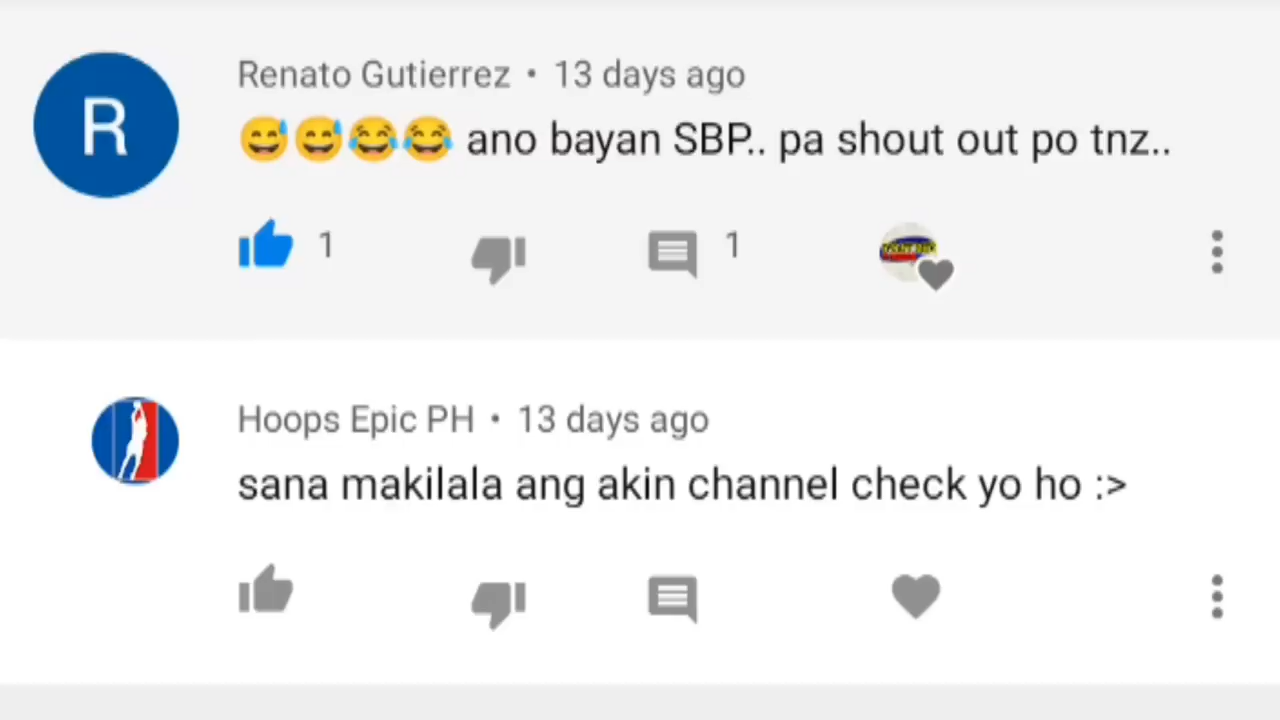 R
Renato Gutierrez • 13 days ago
😅😅😂😂 ano bayan SBP.. pa shout out po tnz..
1
1
Hoops Epic PH • 13 days ago
sana makilala ang akin channel check yo ho :>